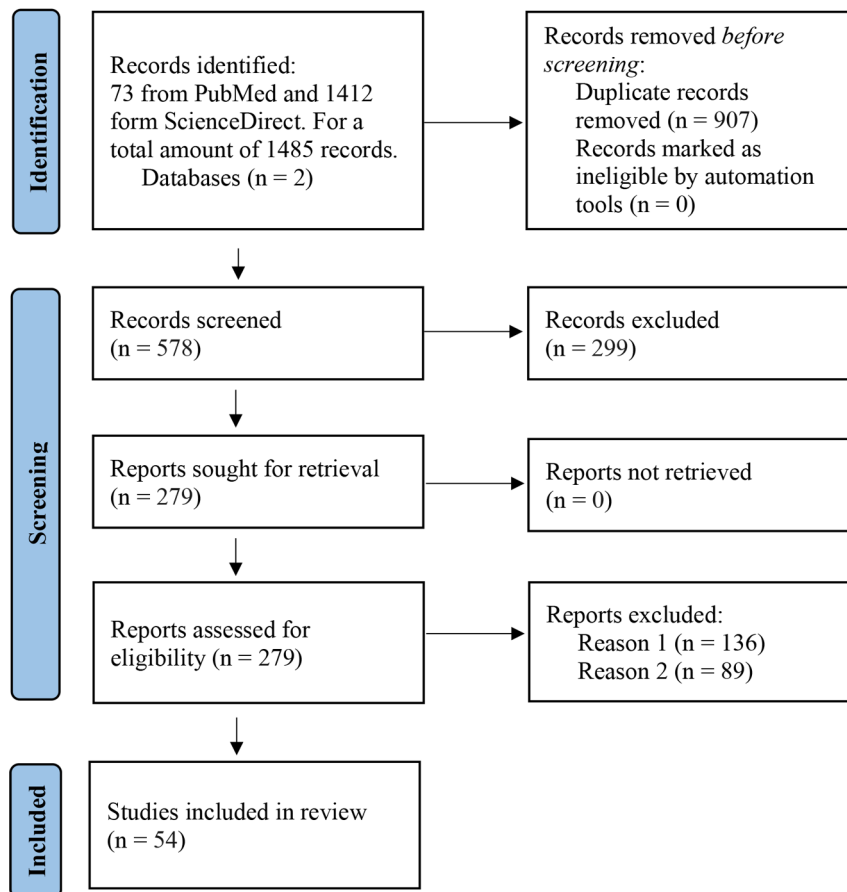 Identification
Records identified:
73 from PubMed and 1412
form ScienceDirect. For a
total amount of 1485 records.
Databases (n = 2)
Records removed before
screening:
Duplicate records
removed (n = 907)
Records marked as
ineligible by automation
tools (n = 0)
Screening
Records screened
(n = 578)
Records excluded
(n = 299)
Reports sought for retrieval
(n = 279)
Reports not retrieved
(n = 0)
Reports assessed for
eligibility (n = 279)
Reports excluded:
Reason 1 (n = 136)
Reason 2 (n = 89)
Included
Studies included in review
(n = 54)